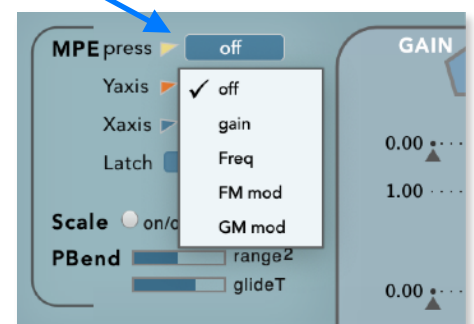 MPE press off
GAIN
Yaxis
✓ off
Xaxis
gain
0.00
Latch
Freq
FM mod
1.00
Scale on/o
GM mod
PBend range2
glideT
0.00